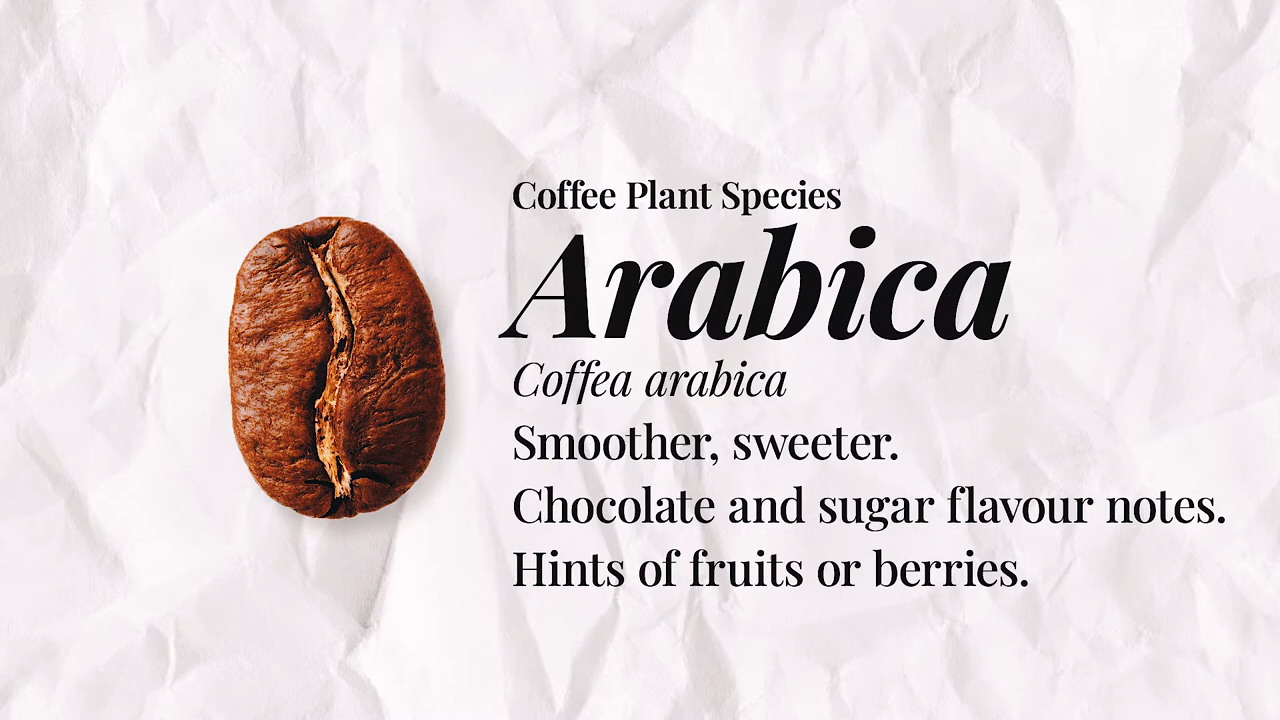 Coffee Plant Species
Arabica
Coffea arabica
Smoother, sweeter.
Chocolate and sugar flavour notes.
Hints of fruits or berries.